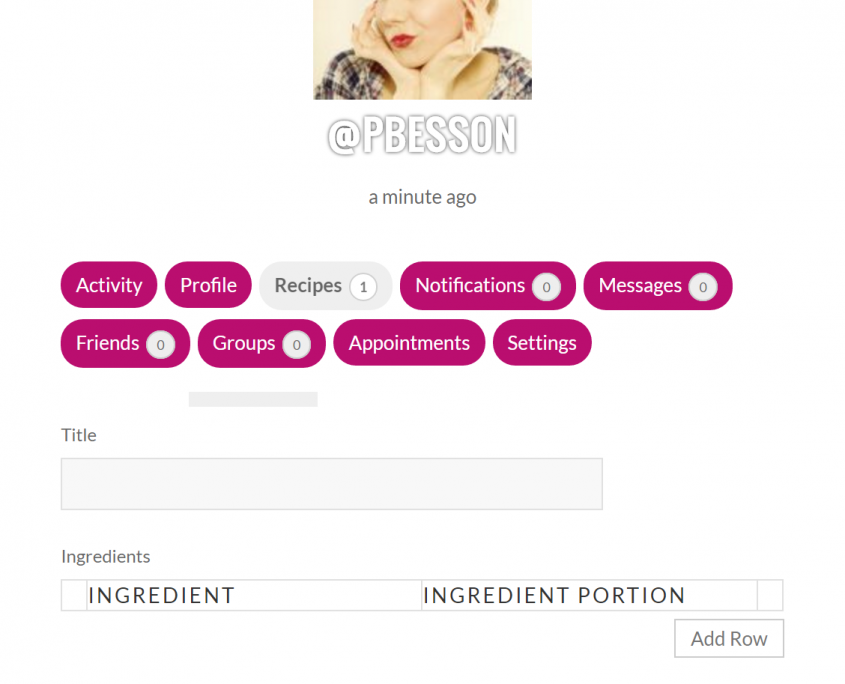 @PBESSON
a minute ago
Activity Profile Recipes 1 Notifications 0 Messages 0
Friends 0 Groups 0 Appointments Settings
Title
Ingredients
INGREDIENT INGREDIENT PORTION
Add Row